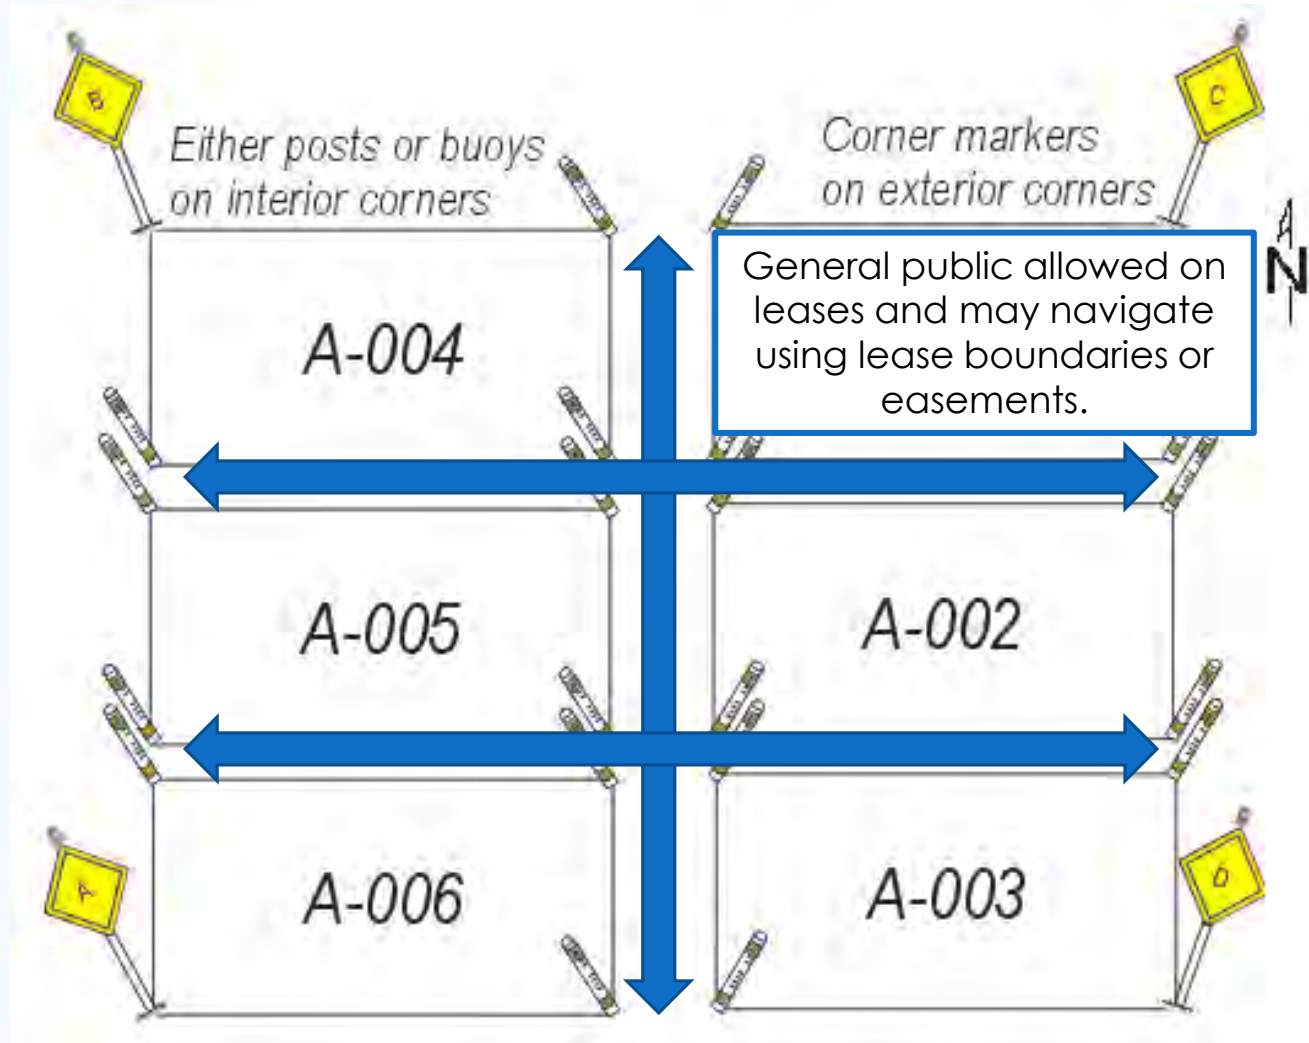 B
C
Either posts or buoys
on interior corners
Corner markers
on exterior corners
N
General public allowed on
leases and may navigate
using lease boundaries or
easements.
A-004
A-005
A-002
A-006
A-003
A
D